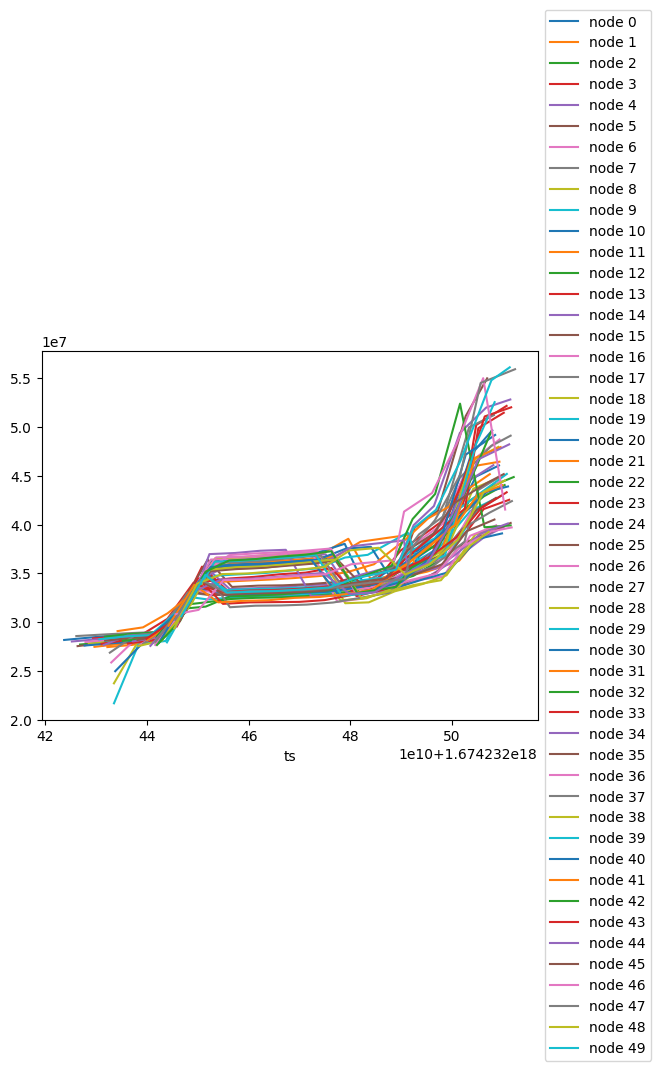 1e7
5.5
5.0
4.5
4.0
3.5
3.0
2.5
2.0
42
44
46
48
50
1e10+1.674232e18
ts
node 0
node 1
node 2
node 3
node 4
node 5
node 6
node 7
node 8
node 9
node 10
node 11
node 12
node 13
node 14
node 15
node 16
node 17
node 18
node 19
node 20
node 21
node 22
node 23
node 24
node 25
node 26
node 27
node 28
node 29
node 30
node 31
node 32
node 33
node 34
node 35
node 36
node 37
node 38
node 39
node 40
node 41
node 42
node 43
node 44
node 45
node 46
node 47
node 48
node 49